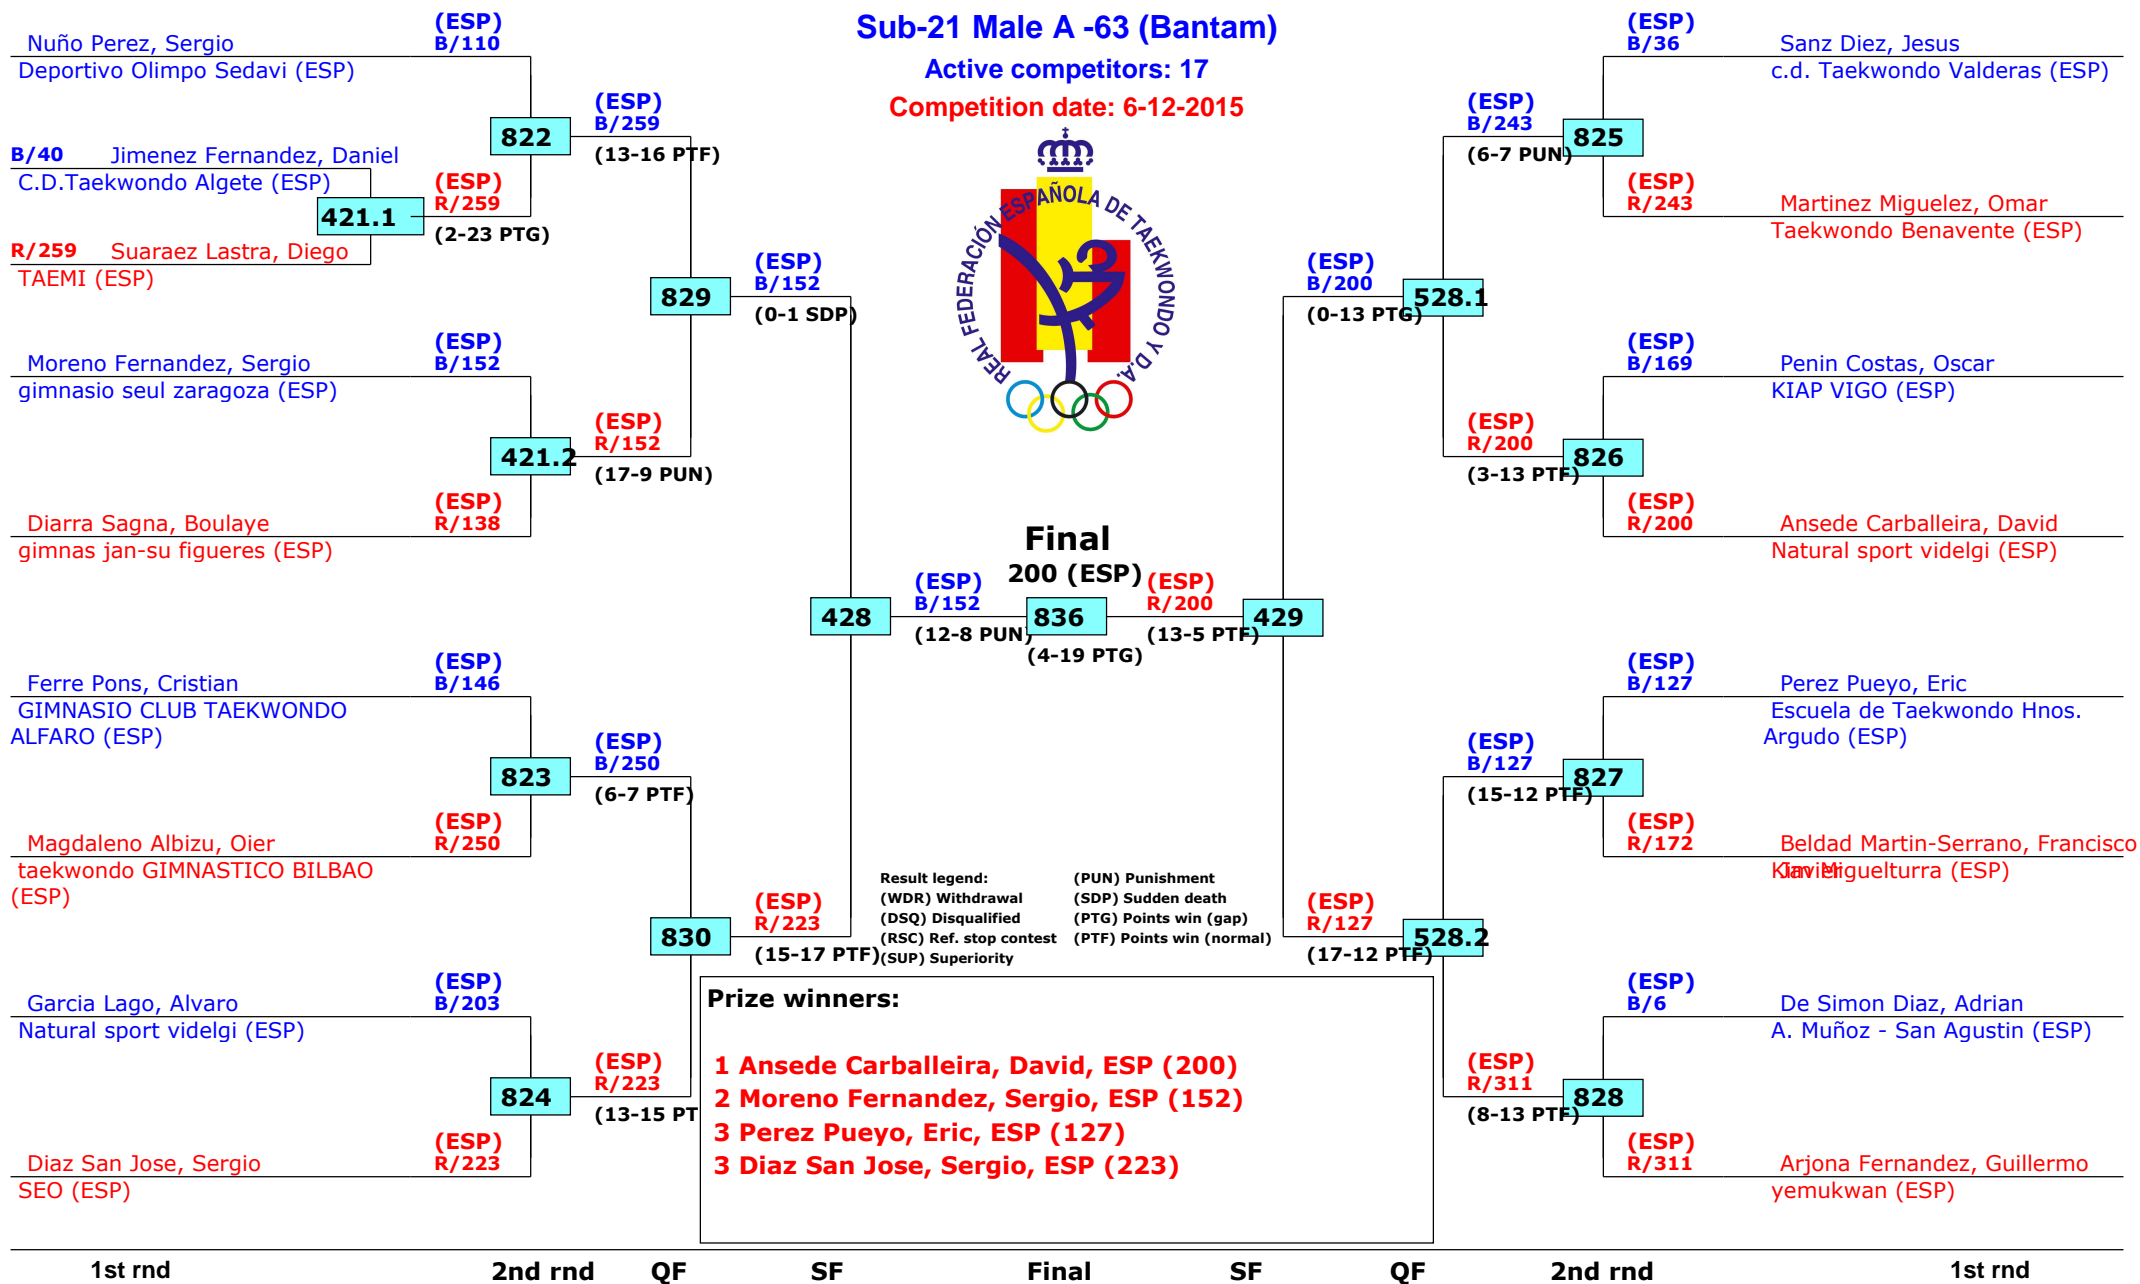 Sub-21 Male A -63 (Bantam)
Active competitors: 17
Competition date: 6-12-2015
REAL FEDERACIÓN ESPAÑOLA DE TAEKWONDO Y D.A.
(ESP)
B/110
Nuño Perez, Sergio
Deportivo Olimpo Sedavi (ESP)
822
(ESP)
B/259
(13-16 PTF)
B/40 Jimenez Fernandez, Daniel
C.D.Taekwondo Algete (ESP)
421.1
(ESP)
R/259
(2-23 PTG)
R/259 Suaraez Lastra, Diego
TAEMI (ESP)
829
(ESP)
B/152
(0-1 SDP)
(ESP)
B/152
Moreno Fernandez, Sergio
gimnasio seul zaragoza (ESP)
421.2
(ESP)
R/152
(17-9 PUN)
(ESP)
R/138
Diarra Sagna, Boulaye
gimnas jan-su figueres (ESP)
428
(ESP)
B/152
(12-8 PUN)
(ESP)
B/146
Ferre Pons, Cristian
GIMNASIO CLUB TAEKWONDO
ALFARO (ESP)
823
(ESP)
B/250
(6-7 PTF)
(ESP)
R/250
Magdaleno Albizu, Oier
taekwondo GIMNASTICO BILBAO
(ESP)
830
(ESP)
R/223
(15-17 PTF)
(ESP)
B/203
Garcia Lago, Alvaro
Natural sport videlgi (ESP)
824
(ESP)
R/223
(13-15 PT
(ESP)
R/223
Diaz San Jose, Sergio
SEO (ESP)
Final
200 (ESP)
836
(4-19 PTG)
(ESP)
R/200
(13-5 PTF)
429
(ESP)
B/36
Sanz Diez, Jesus
c.d. Taekwondo Valderas (ESP)
(ESP)
B/243
(6-7 PUN)
825
(ESP)
R/243
Martinez Miguelez, Omar
Taekwondo Benavente (ESP)
(ESP)
B/200
(0-13 PTG)
528.1
(ESP)
B/169
Penin Costas, Oscar
KIAP VIGO (ESP)
(ESP)
R/200
(3-13 PTF)
826
(ESP)
R/200
Ansede Carballeira, David
Natural sport videlgi (ESP)
(ESP)
B/127
Perez Pueyo, Eric
Escuela de Taekwondo Hnos.
Argudo (ESP)
(ESP)
B/127
(15-12 PTF)
827
(ESP)
R/172
Beldad Martin-Serrano, Francisco
Javier
Kim Miguelturra (ESP)
(ESP)
R/127
(17-12 PTF)
528.2
(ESP)
B/6
De Simon Diaz, Adrian
A. Muñoz - San Agustin (ESP)
(ESP)
R/311
(8-13 PTF)
828
(ESP)
R/311
Arjona Fernandez, Guillermo
yemukwan (ESP)
Result legend: (PUN) Punishment
(WDR) Withdrawal (SDP) Sudden death
(DSQ) Disqualified (PTG) Points win (gap)
(RSC) Ref. stop contest (PTF) Points win (normal)
(SUP) Superiority
Prize winners:
1 Ansede Carballeira, David, ESP (200)
2 Moreno Fernandez, Sergio, ESP (152)
3 Perez Pueyo, Eric, ESP (127)
3 Diaz San Jose, Sergio, ESP (223)
1st rnd 2nd rnd QF SF Final SF QF 2nd rnd 1st rnd